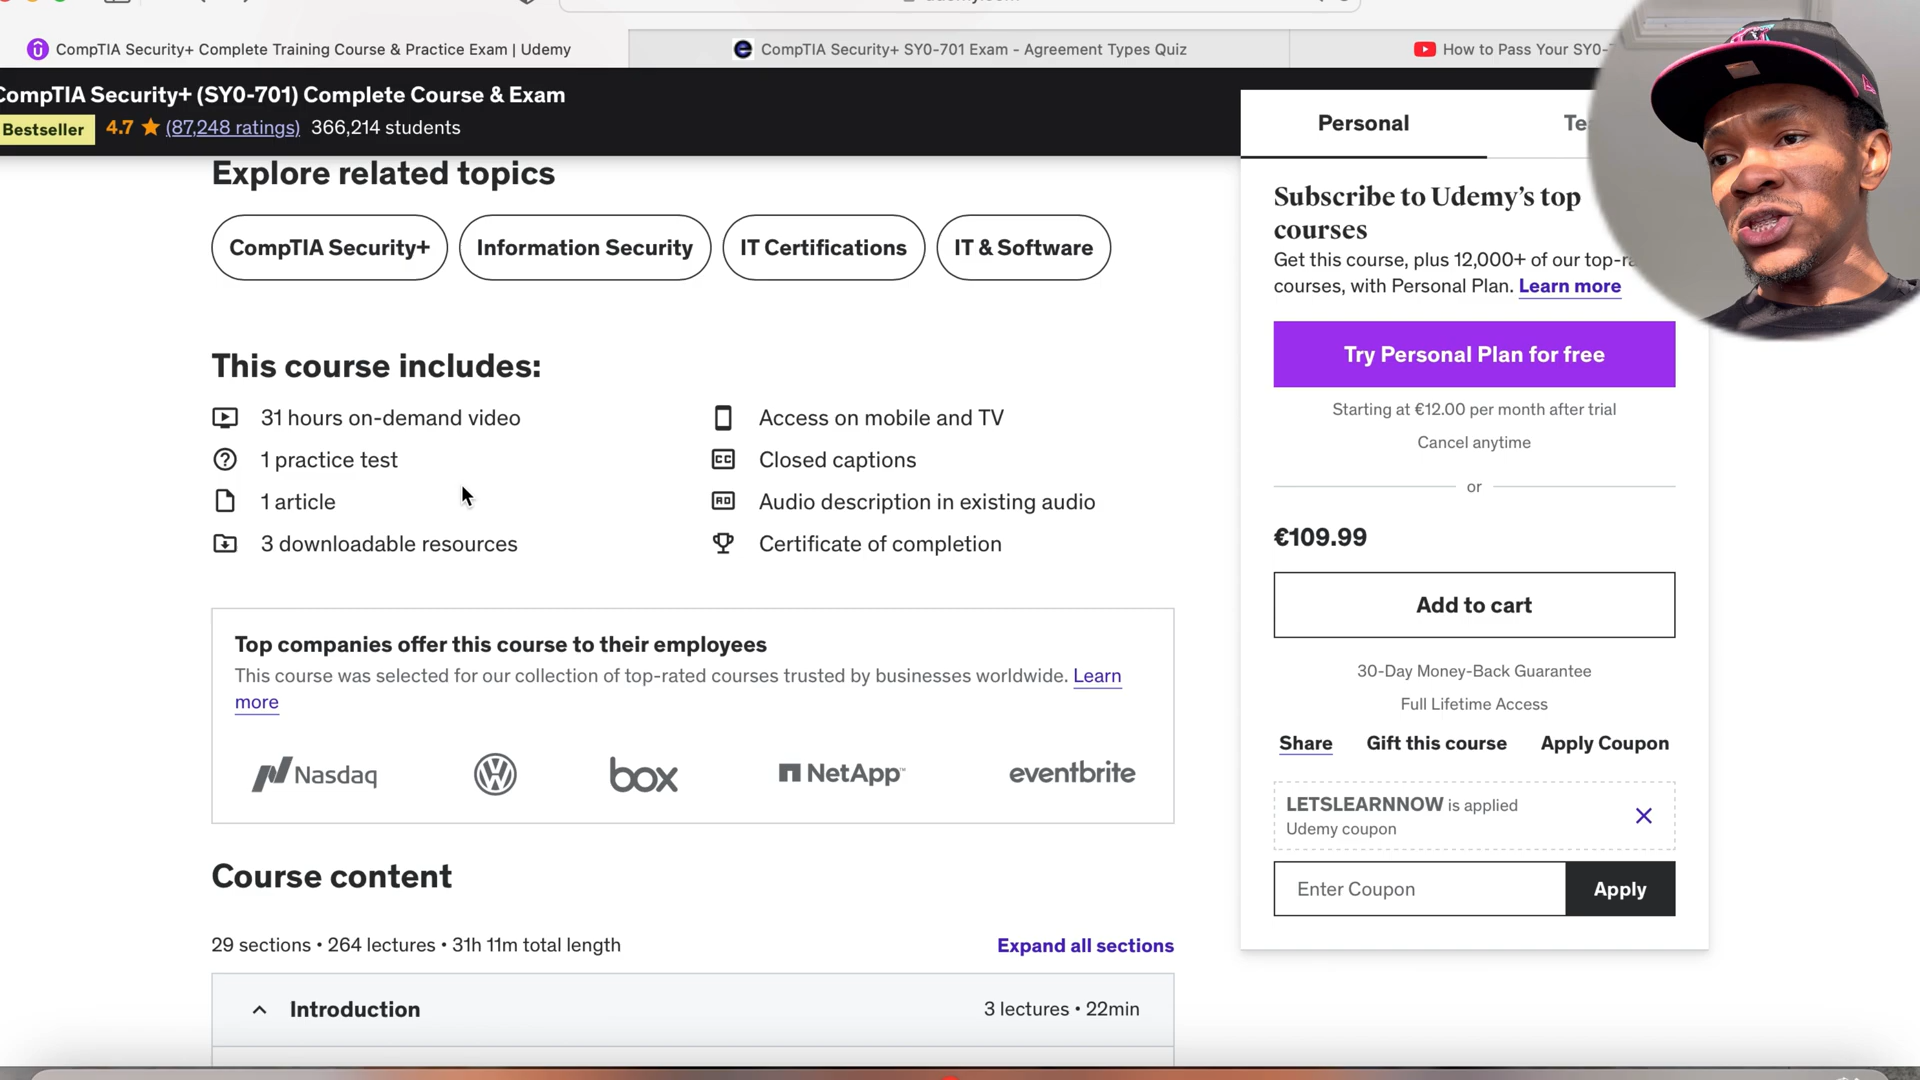 CompTIA Security+ Complete Training Course & Practice Exam | Udemy
CompTIA Security+ SY0-701 Exam - Agreement Types Quiz
How to Pass Your SY0-7
CompTIA Security+ (SY0-701) Complete Course & Exam
Bestseller 4.7 (87,248 ratings) 366,214 students
Explore related topics
CompTIA Security+ Information Security IT Certifications IT & Software
This course includes:
31 hours on-demand video
1 practice test
1 article
3 downloadable resources
Access on mobile and TV
CC Closed captions
AD Audio description in existing audio
Certificate of completion
Top companies offer this course to their employees
This course was selected for our collection of top-rated courses trusted by businesses worldwide. Learn
more
Nasdaq
VW
box
NetApp™
eventbrite
Course content
29 sections • 264 lectures • 31h 11m total length
Expand all sections
Introduction
3 lectures • 22min
Personal
Subscribe to Udemy’s top
courses
Get this course, plus 12,000+ of our top-
courses, with Personal Plan. Learn more
Try Personal Plan for free
Starting at €12.00 per month after trial
Cancel anytime
or
€109.99
Add to cart
30-Day Money-Back Guarantee
Full Lifetime Access
Share Gift this course Apply Coupon
LETSLEARNNOW is applied
Udemy coupon
Enter Coupon
Apply